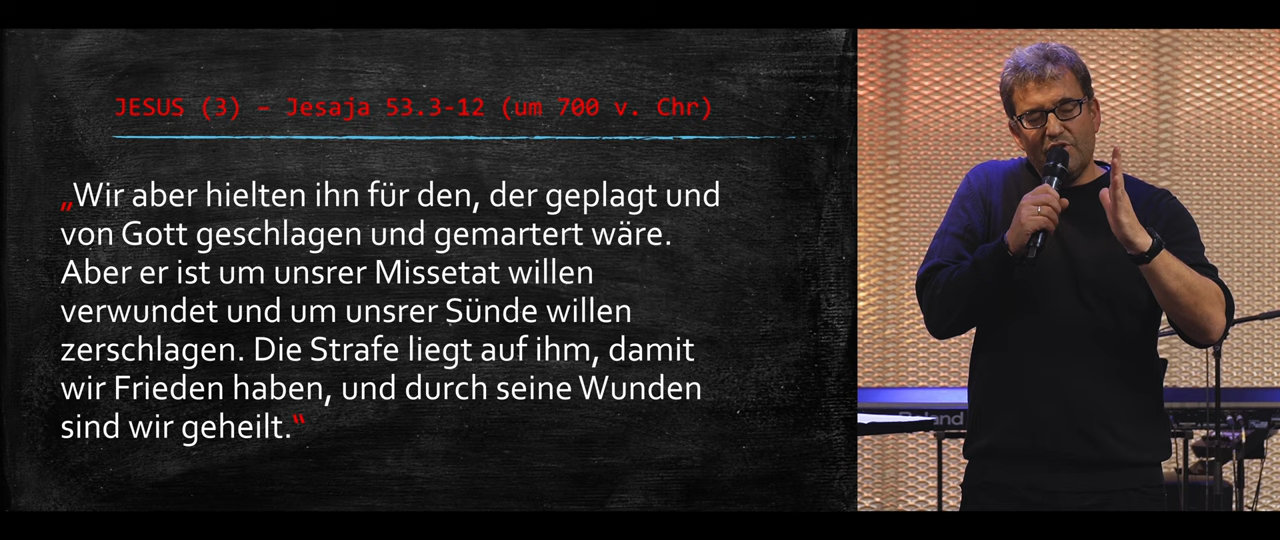 JESUS (3) – Jesaja 53.3-12 (um 700 v. Chr)
„Wir aber hielten ihn für den, der geplagt und
von Gott geschlagen und gemartert wäre.
Aber er ist um unsrer Missetat willen
verwundet und um unsrer Sünde willen
zerschlagen. Die Strafe liegt auf ihm, damit
wir Frieden haben, und durch seine Wunden
sind wir geheilt.“
Roland